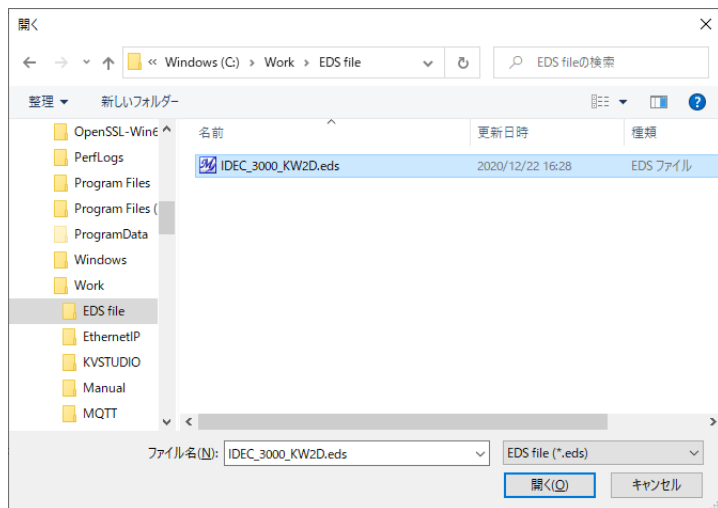 開く
« Windows (C:) › Work › EDS file
EDS fileの検索
整理
新しいフォルダー
名前
更新日時
種類
IDEC_3000_KW2D.eds
2020/12/22 16:28
EDS ファイル
OpenSSL-Win6
PerfLogs
Program Files
Program Files (
ProgramData
Windows
Work
EDS file
EthernetIP
KVSTUDIO
Manual
MQTT
ファイル名(N):
IDEC_3000_KW2D.eds
EDS file (*.eds)
開く(O)
キャンセル